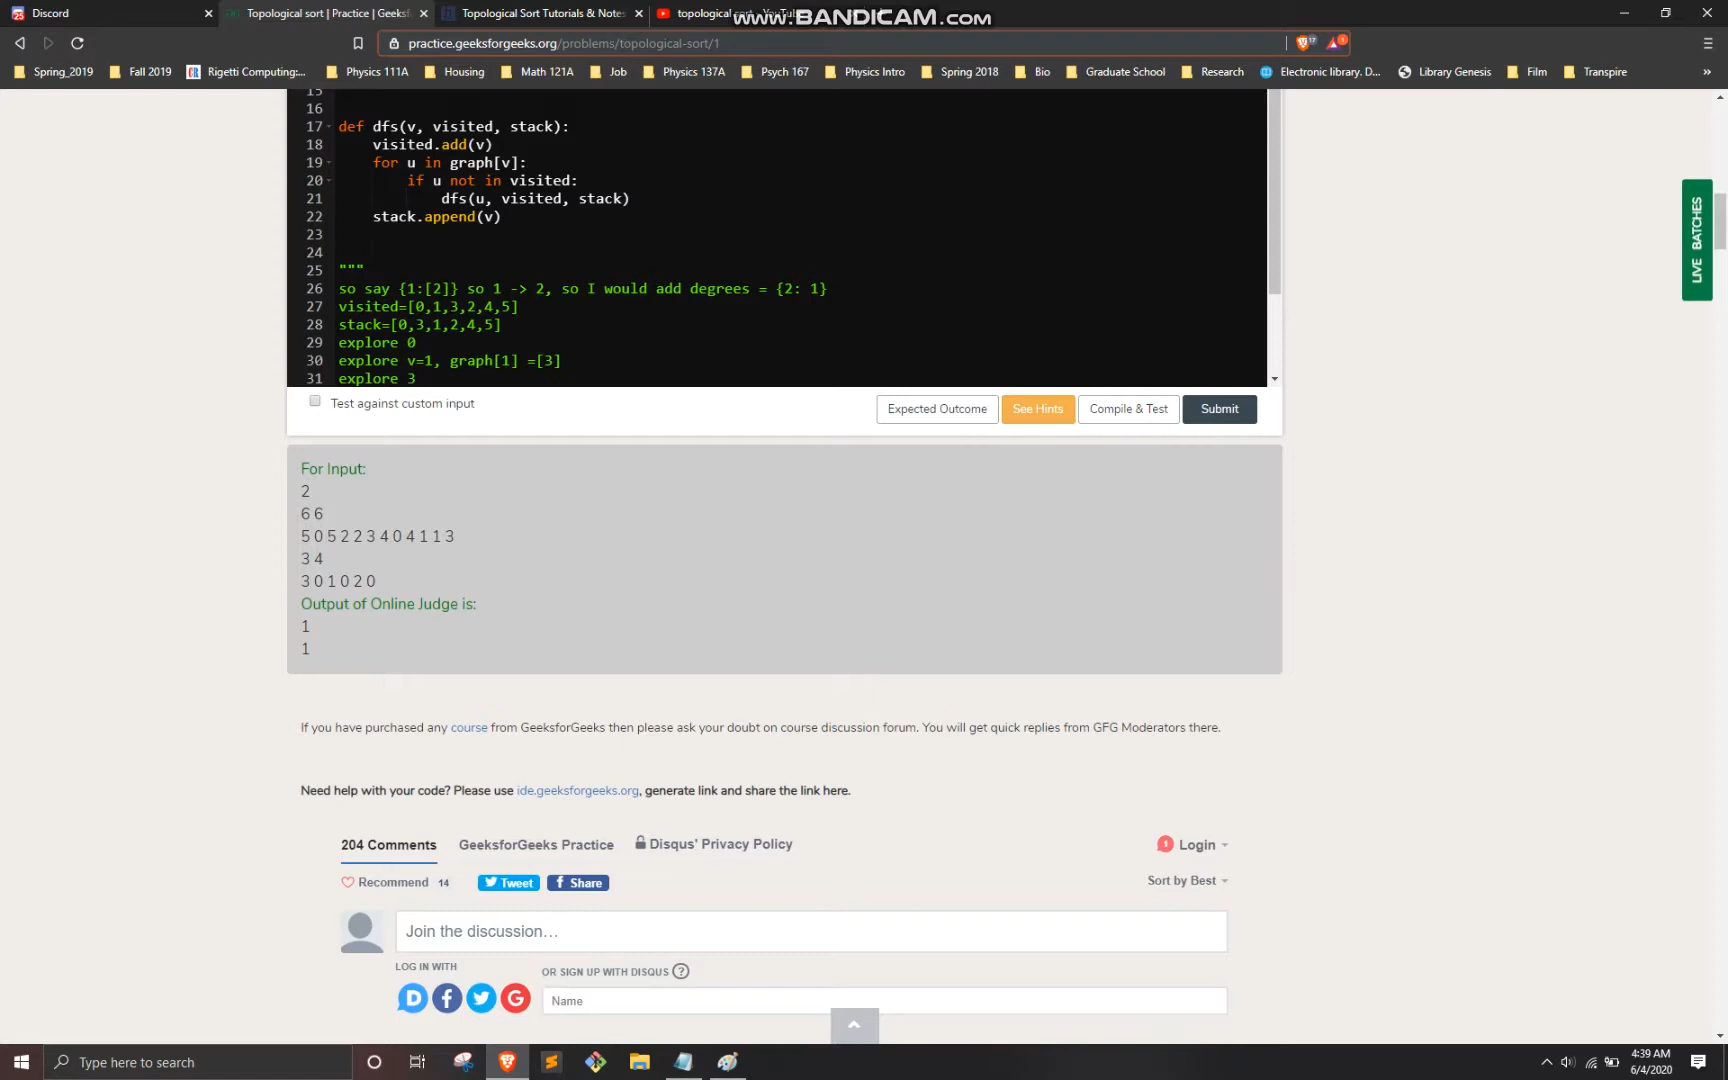 Discord
Topological sort | Practice | Geeksf
Topological Sort Tutorials & Notes
topological sort - YouTu
www.BANDICAM.com
practice.geeksforgeeks.org/problems/topological-sort/1
17
1
Spring_2019
Fall 2019
Rigetti Computing:...
Physics 111A
Housing
Math 121A
Job
Physics 137A
Psych 167
Physics Intro
Spring 2018
Bio
Graduate School
Research
Electronic library. D...
Library Genesis
Film
Transpire
»
15
16
17 def dfs(v, visited, stack):
18 visited.add(v)
19 for u in graph[v]:
20 if u not in visited:
21 dfs(u, visited, stack)
22 stack.append(v)
23
24
25 """
26 so say {1:[2]} so 1 -> 2, so I would add degrees = {2: 1}
27 visited=[0,1,3,2,4,5]
28 stack=[0,3,1,2,4,5]
29 explore 0
30 explore v=1, graph[1] =[3]
31 explore 3
LIVE BATCHES
Test against custom input
Expected Outcome
See Hints
Compile & Test
Submit
For Input:
2
6 6
5 0 5 2 2 3 4 0 4 1 1 3
3 4
3 0 1 0 2 0
Output of Online Judge is:
1
1
If you have purchased any course from GeeksforGeeks then please ask your doubt on course discussion forum. You will get quick replies from GFG Moderators there.
Need help with your code? Please use ide.geeksforgeeks.org, generate link and share the link here.
204 Comments
GeeksforGeeks Practice
Disqus' Privacy Policy
1 Login
Recommend 14
Tweet
f Share
Sort by Best
Join the discussion…
LOG IN WITH
OR SIGN UP WITH DISQUS ?
D
f
G
Name
Type here to search
4:39 AM
6/4/2020